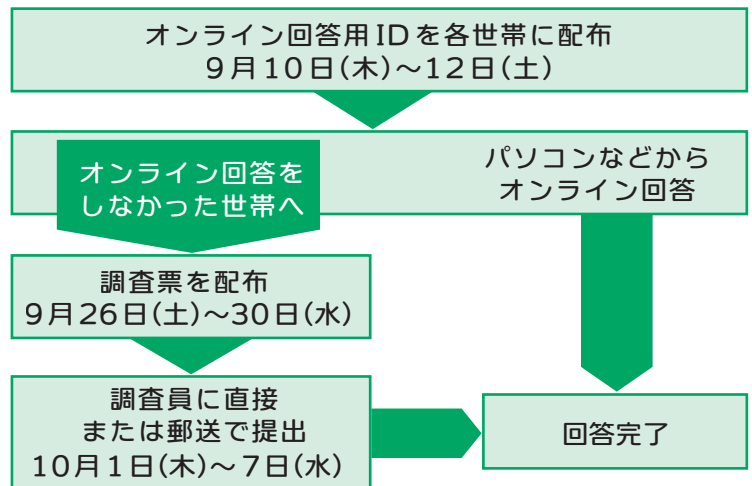 オンライン回答用IDを各世帯に配布
9月10日(木)～12日(土)
オンライン回答を
しなかった世帯へ
パソコンなどから
オンライン回答
調査票を配布
9月26日(土)～30日(水)
調査員に直接
または郵送で提出
10月1日(木)～7日(水)
回答完了